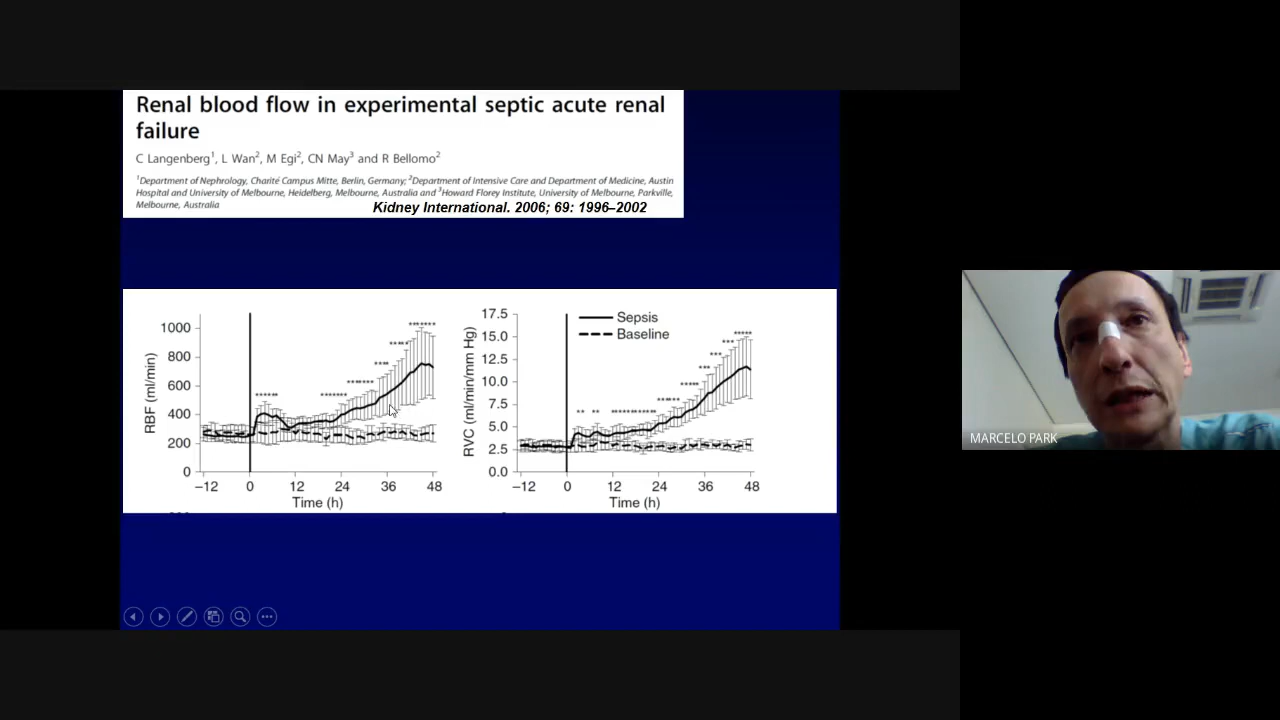 Renal blood flow in experimental septic acute renal
failure
C Langenberg1, L Wan2, M Egi2, CN May3 and R Bellomo2
1Department of Nephrology, Charité Campus Mitte, Berlin, Germany; 2Department of Intensive Care and Department of Medicine, Austin
Hospital and University of Melbourne, Heidelberg, Melbourne, Australia and 3Howard Florey Institute, University of Melbourne, Parkville,
Melbourne, Australia
Kidney International. 2006; 69: 1996–2002
RBF (ml/min)
1000
800
600
400
200
0
−12 0 12 24 36 48
Time (h)
RVC (ml/min/mm Hg)
17.5
15.0
12.5
10.0
7.5
5.0
2.5
0.0
Sepsis
Baseline
−12 0 12 24 36 48
Time (h)
MARCELO PARK